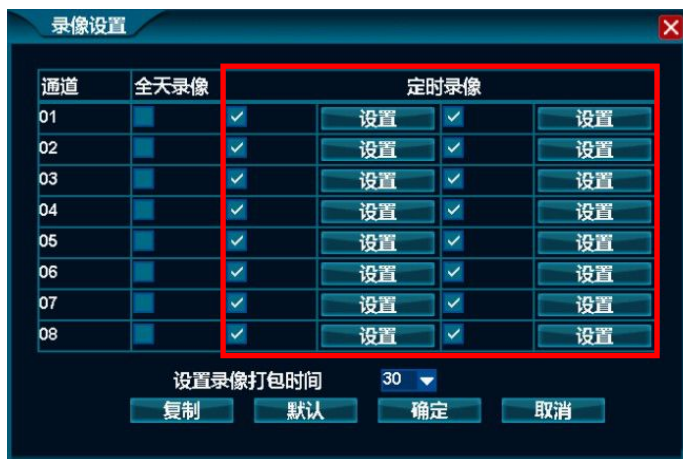 录像设置
通道 全天录像 定时录像
01 设置 设置
02 设置 设置
03 设置 设置
04 设置 设置
05 设置 设置
06 设置 设置
07 设置 设置
08 设置 设置
设置录像打包时间 30
复制 默认 确定 取消